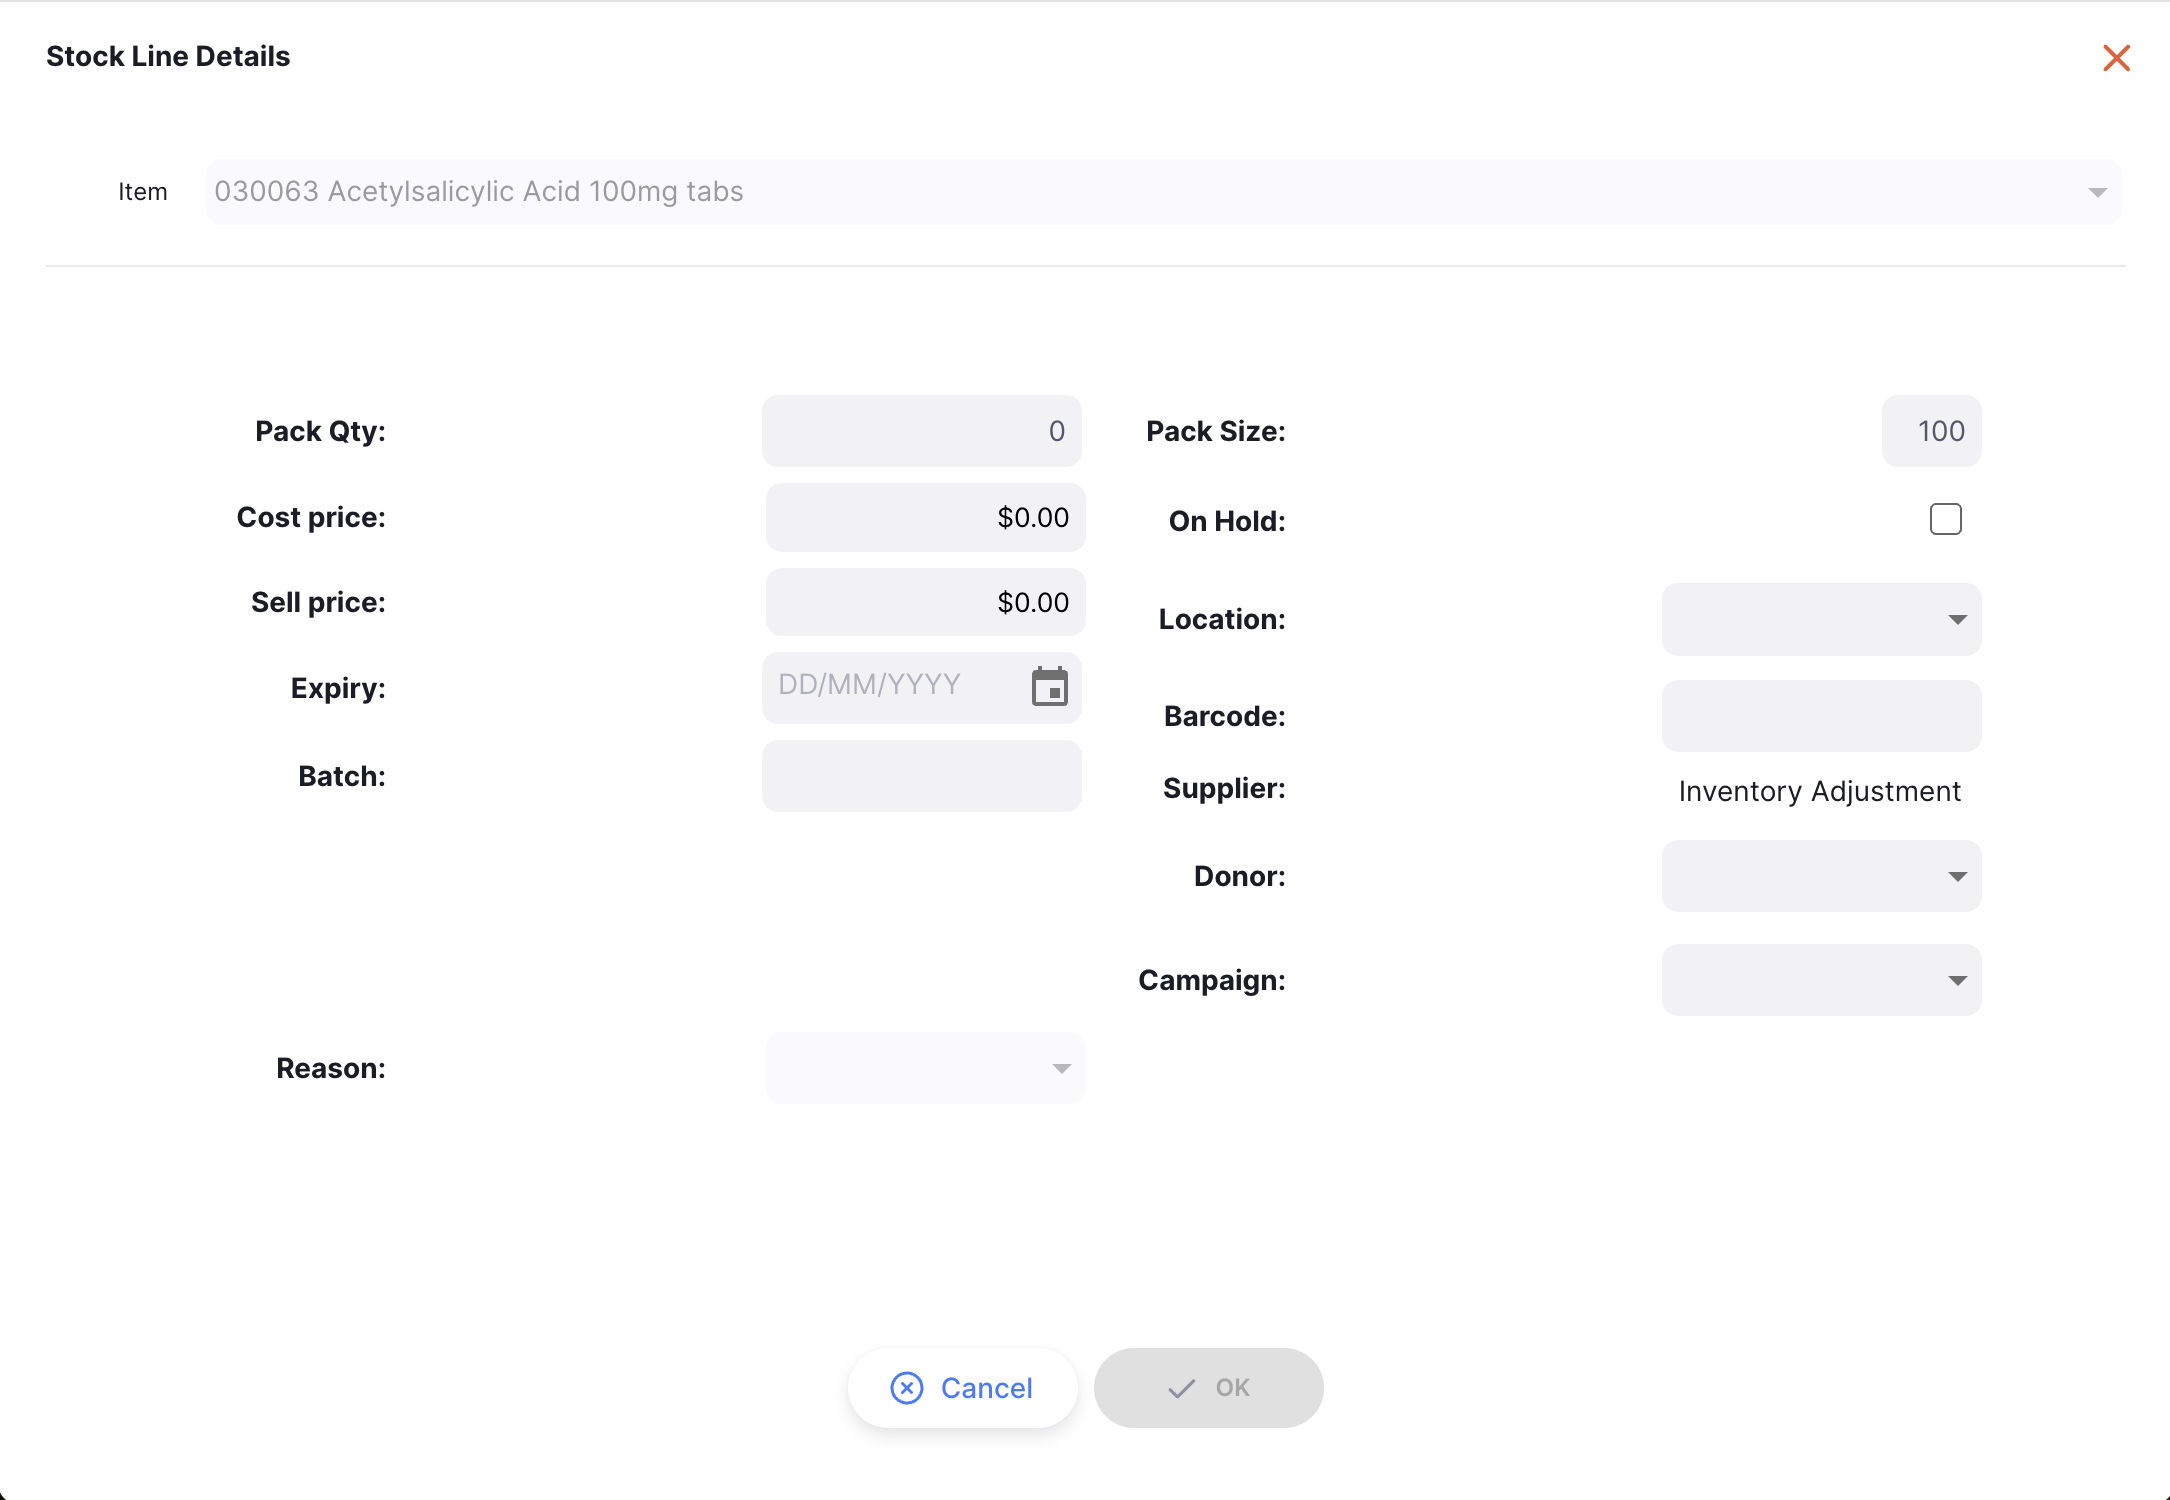 Stock Line Details
Item
030063 Acetylsalicylic Acid 100mg tabs
Pack Qty:
0
Cost price:
$0.00
Sell price:
$0.00
Expiry:
DD/MM/YYYY
Batch:
Reason:
Pack Size:
100
On Hold:
Location:
Barcode:
Supplier:
Inventory Adjustment
Donor:
Campaign:
Cancel
OK